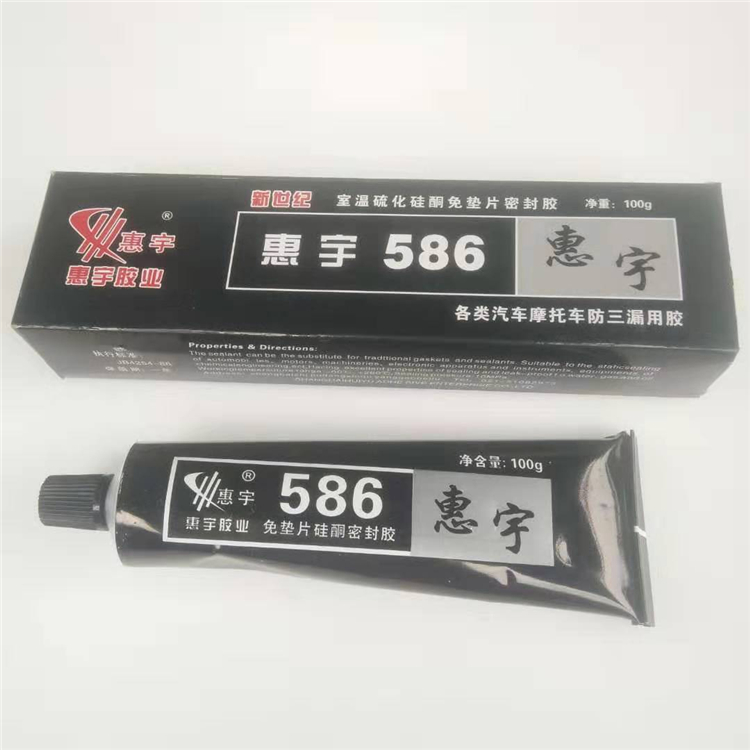 新世纪 室温硫化硅酮免垫片密封胶 净重：100g
惠宇®
惠宇胶业
惠宇 586
惠宇
各类汽车摩托车防三漏用胶
执行标准
Properties & Directions:
The sealant can be the substitute for traditional gaskets and sealants. Suitable to the static sealing
净含量：100g
惠宇®
惠宇胶业
586
免垫片硅酮密封胶
惠宇